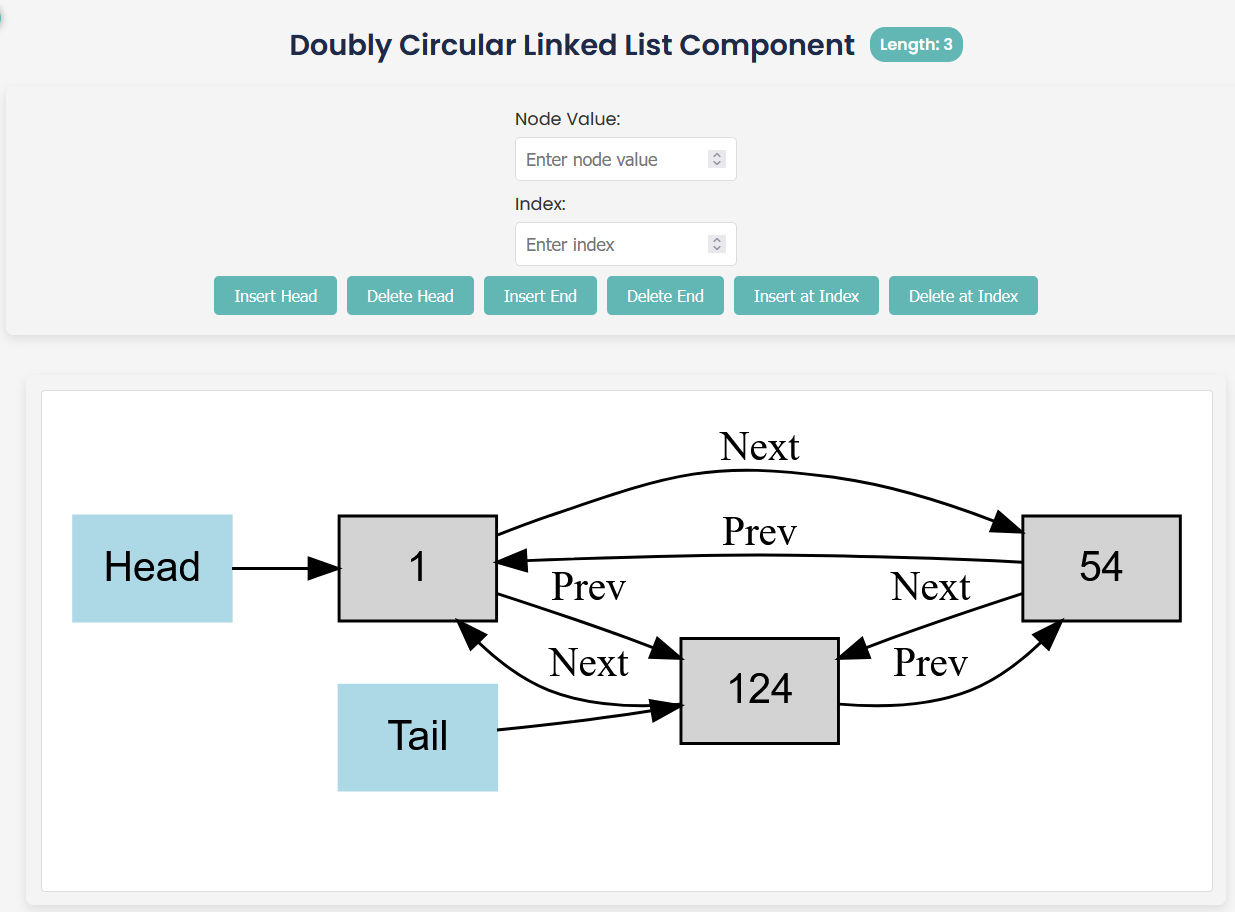 Doubly Circular Linked List Component Length: 3
Node Value:
Enter node value
Index:
Enter index
Insert Head Delete Head Insert End Delete End Insert at Index Delete at Index
Next
Prev
Head 1 54
Prev Next
Next Prev
124
Tail